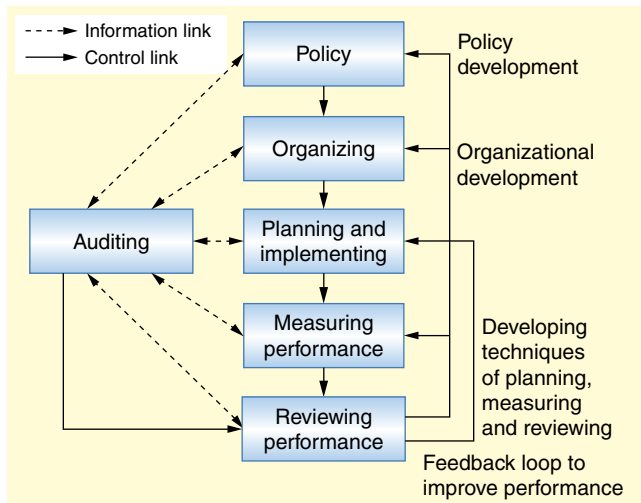 Information link
Control link
Policy
Policy
development
Organizing
Organizational
development
Auditing
Planning and
implementing
Measuring
performance
Developing
techniques
of planning,
measuring
and reviewing
Reviewing
performance
Feedback loop to
improve performance